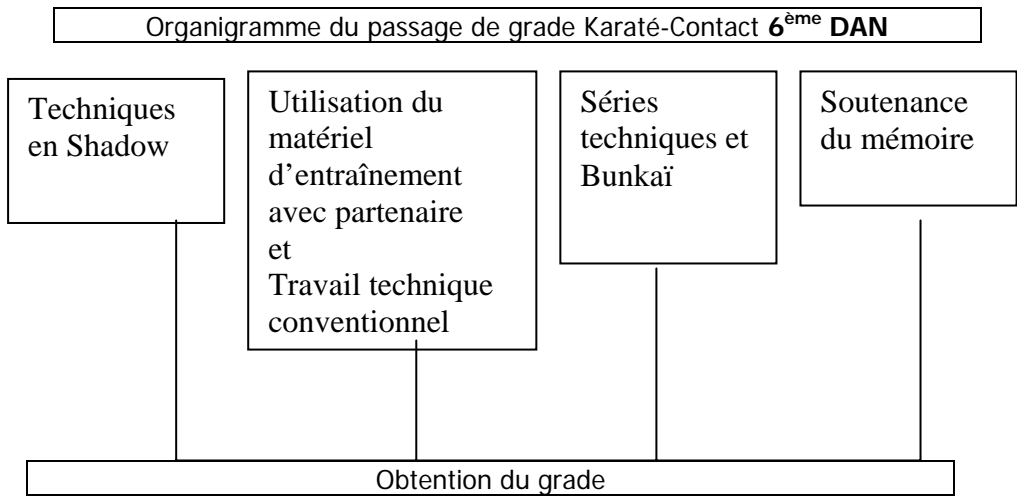 Organigramme du passage de grade Karaté-Contact 6ème DAN
Techniques
en Shadow
Utilisation du
matériel
d’entraînement
avec partenaire
et
Travail technique
conventionnel
Séries
techniques et
Bunkaï
Soutenance
du mémoire
Obtention du grade